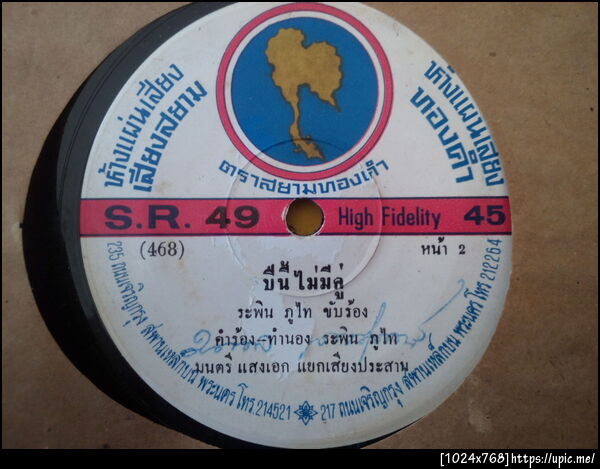 ห้างแผ่นเสียง
เสียงสยาม
ห้างแผ่นเสียง
ทองคำ
ตราสยามทองคำ
S.R. 49 High Fidelity 45
(468) หน้า 2
ปีนี้ไม่มีคู่
ระพิน ภูไท ขับร้อง
คำร้อง-ทำนอง ระพิน ภูไท
มนตรี แสงเอก แยกเสียงประสาน
235 ถนนเจริญกรุง สพานเหล็กบน พระนคร โทร. 214521
217 ถนนเจริญกรุง สพานเหล็กบน พระนคร โทร 212264
[1024x768]https://upic.me/